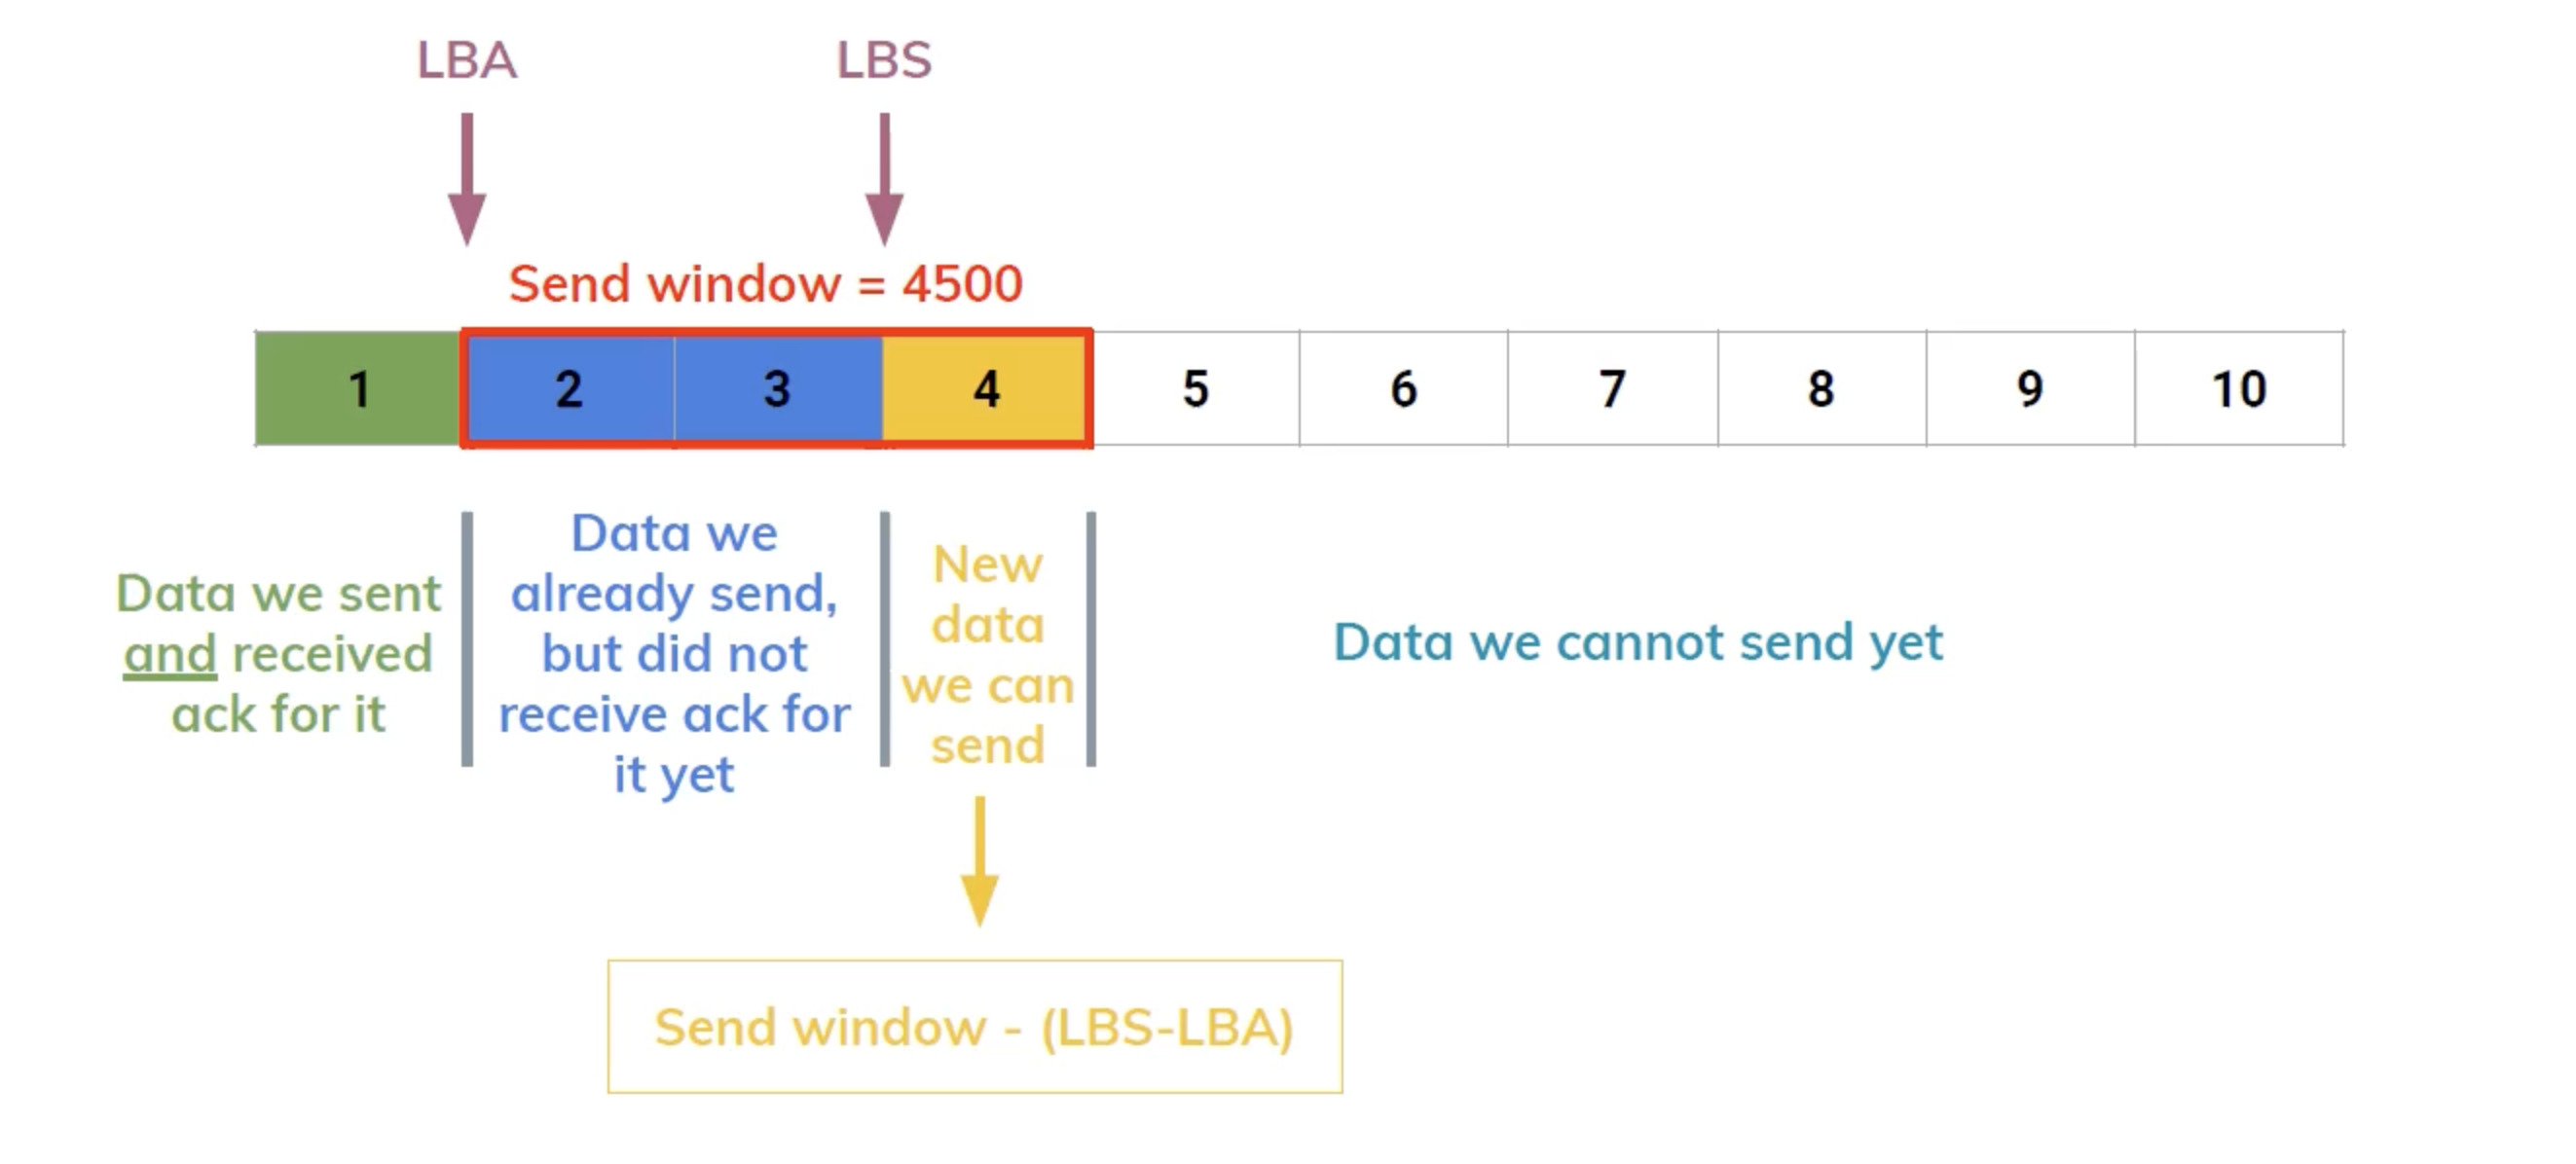 LBA
LBS
Send window = 4500
1 2 3 4 5 6 7 8 9 10
Data we sent
and received
ack for it
Data we
already send,
but did not
receive ack for
it yet
New
data
we can
send
Data we cannot send yet
Send window - (LBS-LBA)